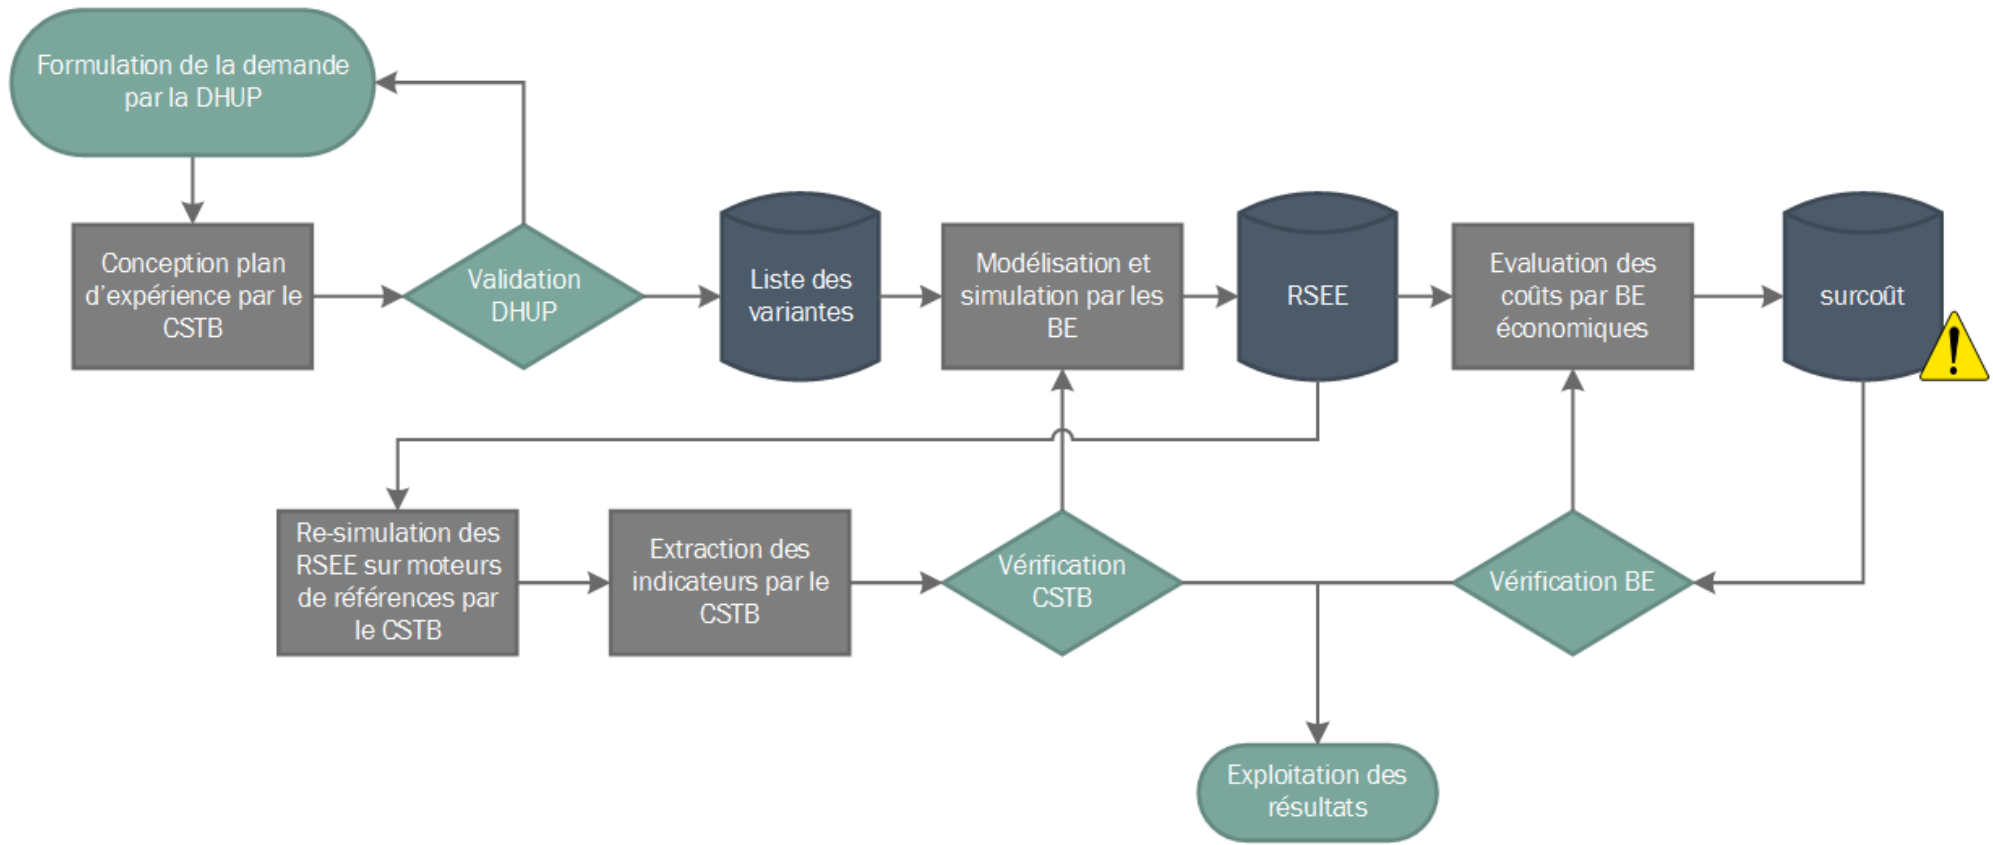 Formulation de la demande
par la DHUP
Conception plan
d'expérience par le
CSTB
Validation
DHUP
Liste des
variantes
Modélisation et
simulation par les
BE
RSEE
Evaluation des
coûts par BE
économiques
surcoût
!
Re-simulation des
RSEE sur moteurs
de références par
le CSTB
Extraction des
indicateurs par le
CSTB
Vérification
CSTB
Vérification BE
Exploitation des
résultats